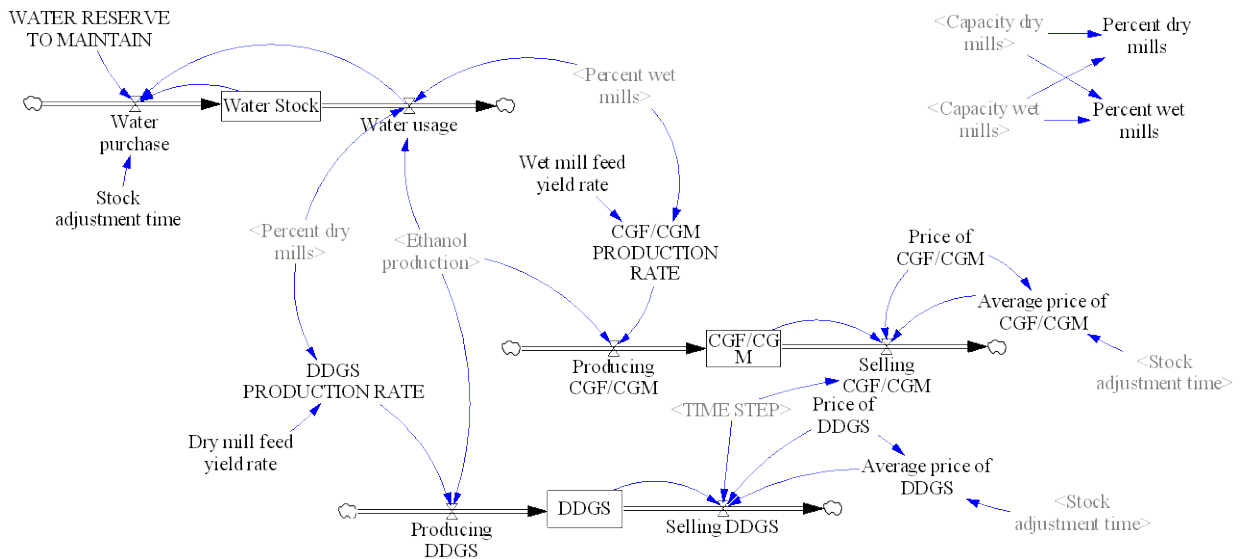 WATER RESERVE
TO MAINTAIN
Water Stock
Water
purchase
Water usage
Stock
adjustment time
<Percent wet
mills>
<Capacity dry
mills>
Percent dry
mills
<Capacity wet
mills>
Percent wet
mills
Wet mill feed
yield rate
<Percent dry
mills>
<Ethanol
production>
CGF/CGM
PRODUCTION
RATE
Price of
CGF/CGM
Average price of
CGF/CGM
CGF/CG
M
Producing
CGF/CGM
Selling
CGF/CGM
<Stock
adjustment time>
DDGS
PRODUCTION RATE
<TIME STEP>
Price of
DDGS
Dry mill feed
yield rate
Average price of
DDGS
DDGS
Producing
DDGS
Selling DDGS
<Stock
adjustment time>